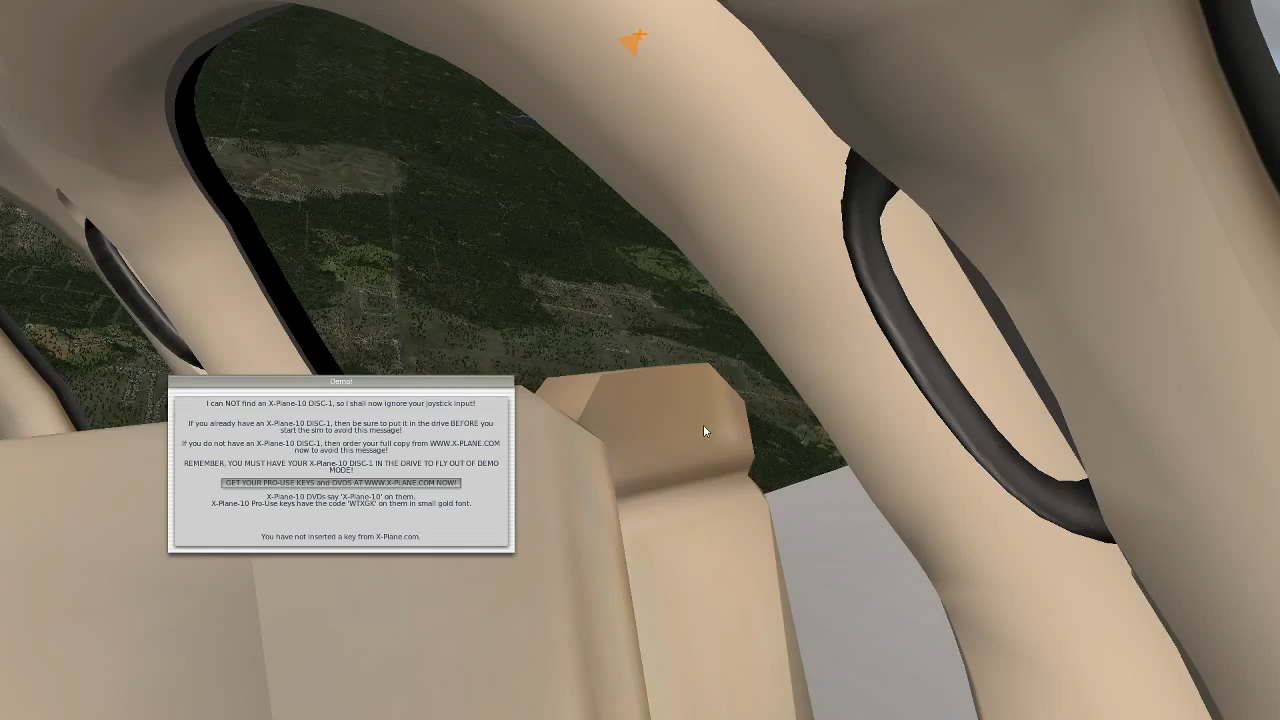 Demo!
I can NOT find an X-Plane-10 DISC-1, so I shall now ignore your joystick input!
If you already have an X-Plane-10 DISC-1, then be sure to put it in the drive BEFORE you
start the sim to avoid this message!
If you do not have an X-Plane-10 DISC-1, then order your full copy from WWW.X-PLANE.COM
now to avoid this message!
REMEMBER, YOU MUST HAVE YOUR X-Plane-10 DISC-1 IN THE DRIVE TO FLY OUT OF DEMO
MODE!
GET YOUR PRO-USE KEYS and DVDS AT WWW.X-PLANE.COM NOW!
X-Plane-10 DVDs say 'X-Plane-10' on them.
X-Plane-10 Pro-Use keys have the code 'WTXGK' on them in small gold font.
You have not inserted a key from X-Plane.com.